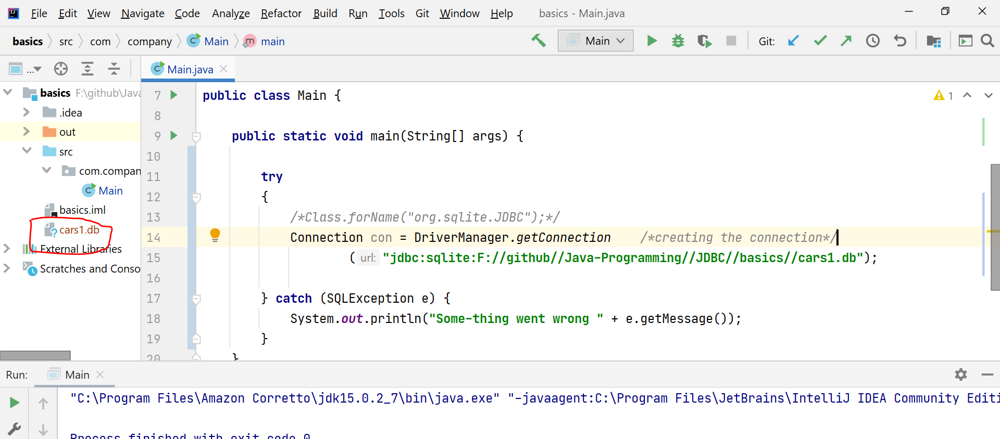 File Edit View Navigate Code Analyze Refactor Build Run Tools Git Window Help basics - Main.java
basics src com company Main main Main Git:
... Main.java
basics F:\github\Java
.idea
out
src
com.compan
Main
basics.iml
cars1.db
External Libraries
Scratches and Conso
7 public class Main {
8
9 public static void main(String[] args) {
10
11 try
12 {
13 /*Class.forName("org.sqlite.JDBC");*/
14 Connection con = DriverManager.getConnection /*creating the connection*/
15 ( url: "jdbc:sqlite:F://github//Java-Programming//JDBC//basics//cars1.db");
16
17 } catch (SQLException e) {
18 System.out.println("Some-thing went wrong " + e.getMessage());
19 }
20 }
1
Run: Main
"C:\Program Files\Amazon Corretto\jdk15.0.2_7\bin\java.exe" "-javaagent:C:\Program Files\JetBrains\IntelliJ IDEA Community Editi
Process finished with exit code 0